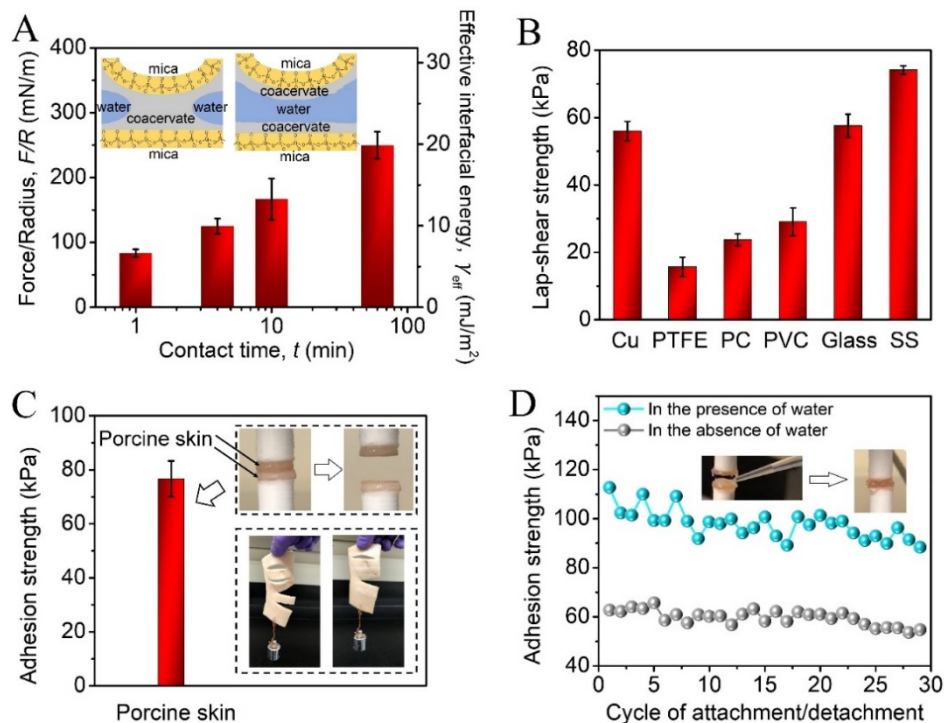 A
Force/Radius, F/R (mN/m)
400
300
250
200
150
100
50
0
1
10
100
Contact time, t (min)
Effective interfacial energy, γeff (mJ/m²)
30
20
10
0
mica
water
water
coacervate
mica
mica
coacervate
water
coacervate
mica
B
Lap-shear strength (kPa)
80
60
40
20
0
Cu PTFE PC PVC Glass SS
C
Adhesion strength (kPa)
100
80
60
40
20
0
Porcine skin
Porcine skin
D
Adhesion strength (kPa)
140
120
100
80
60
40
In the presence of water
In the absence of water
0 5 10 15 20 25 30
Cycle of attachment/detachment